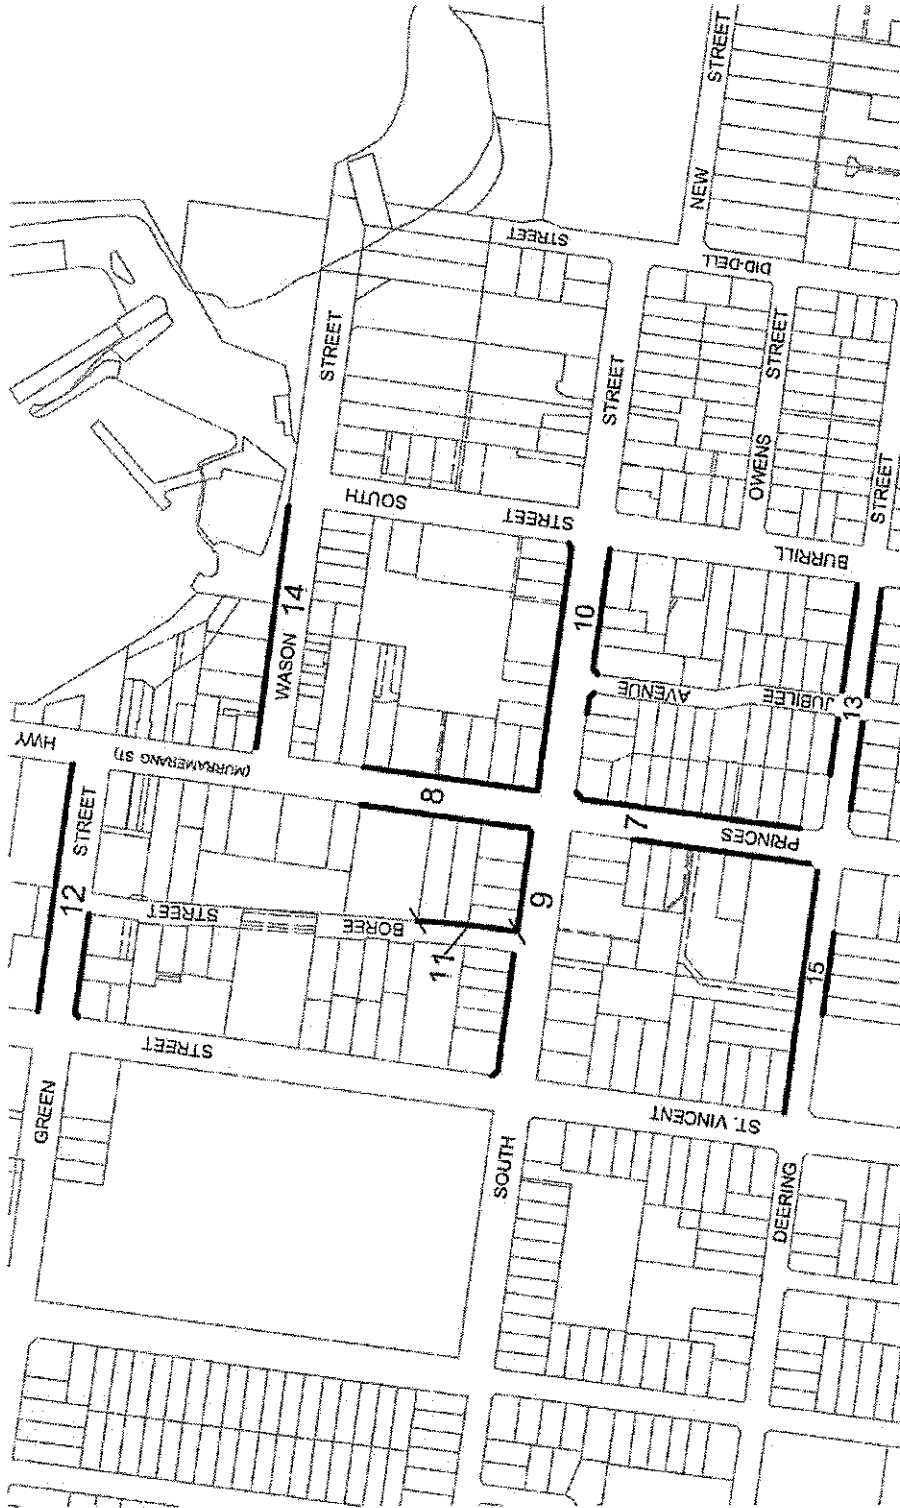 STREET
NEW
STREET
DID-DELL
STREET
STREET
STREET
OWENS
STREET
SOUTH
STREET
BURRILL
14
WASON
10
AVENUE
JUBILEE
13
HWY
(MURRAMERANG ST)
8
7
PRINCES
STREET
12
STREET
BOREE
9
11
15
STREET
GREEN
ST. VINCENT
SOUTH
DEERING